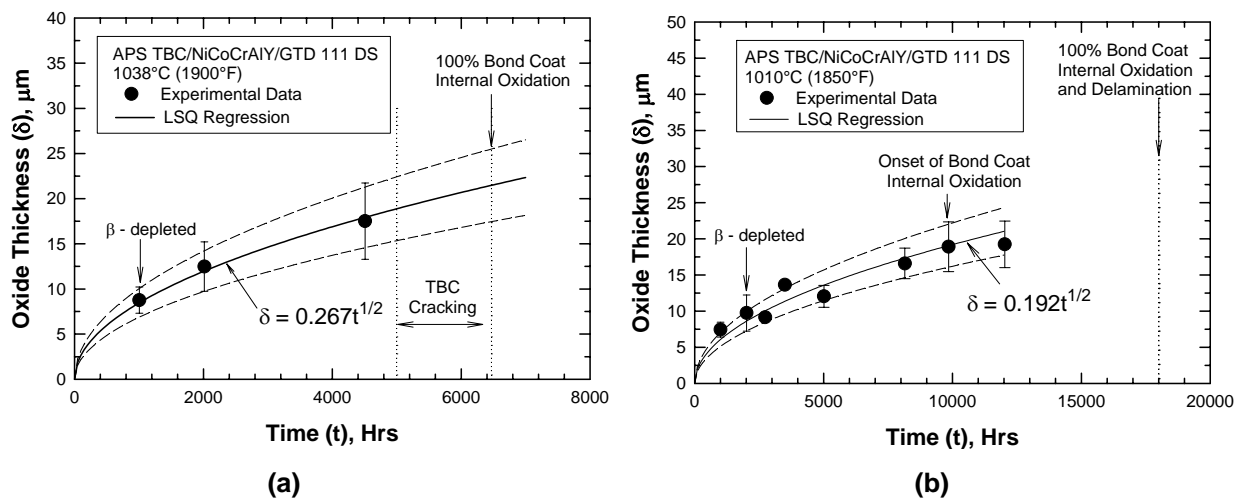 Oxide Thickness (δ), μm
40
35
30
25
20
15
10
5
0
APS TBC/NiCoCrAlY/GTD 111 DS
1038°C (1900°F)
Experimental Data
LSQ Regression
100% Bond Coat
Internal Oxidation
β - depleted
TBC
Cracking
δ = 0.267t^1/2
0 2000 4000 6000 8000
Time (t), Hrs
(a)
Oxide Thickness (δ), μm
50
45
40
35
30
25
20
15
10
5
0
APS TBC/NiCoCrAlY/GTD 111 DS
1010°C (1850°F)
Experimental Data
LSQ Regression
100% Bond Coat
Internal Oxidation
and Delamination
Onset of Bond Coat
Internal Oxidation
β - depleted
δ = 0.192t^1/2
0 5000 10000 15000 20000
Time (t), Hrs
(b)